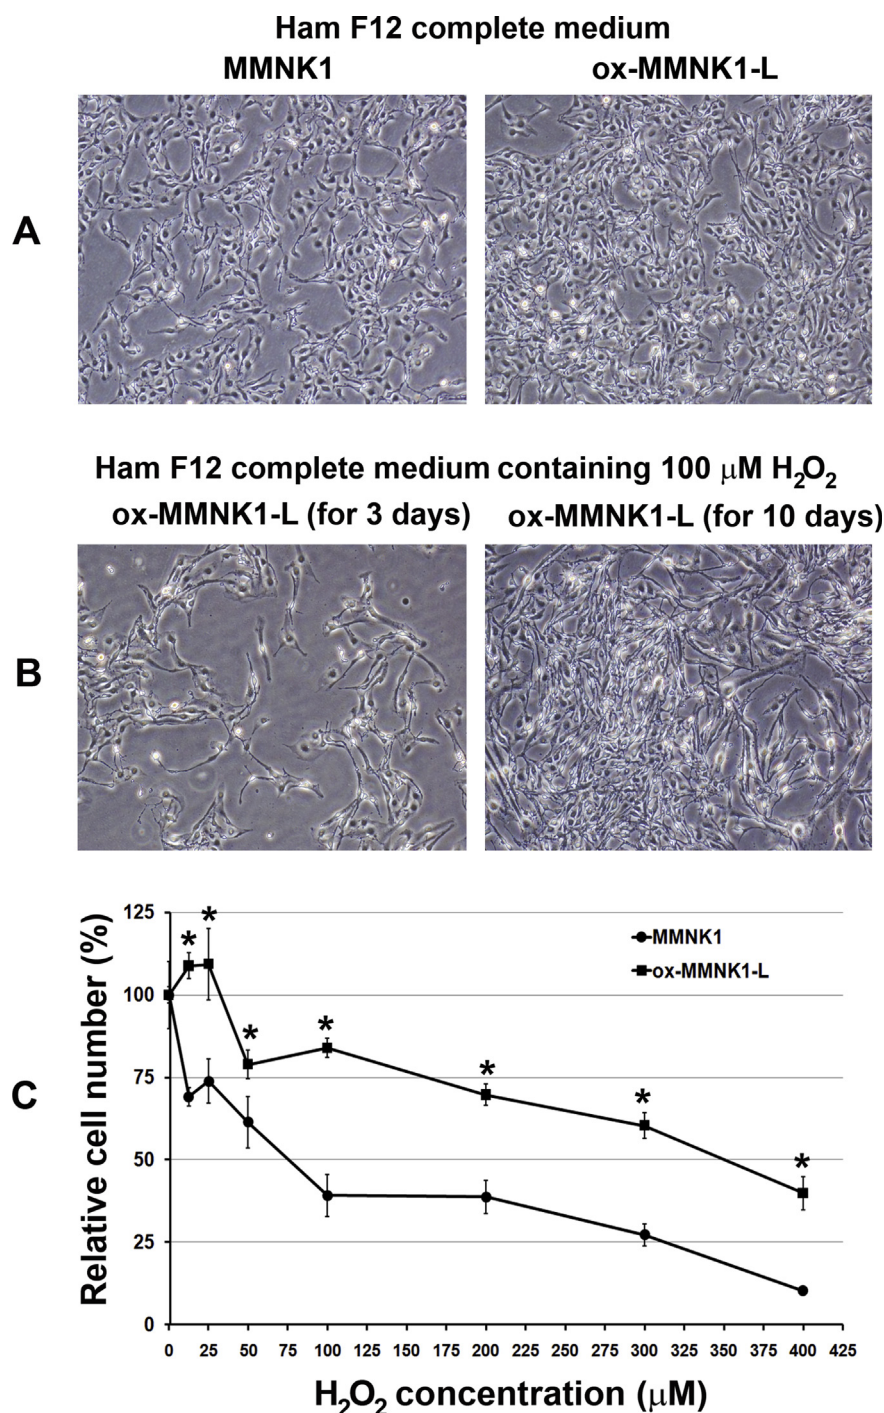 Ham F12 complete medium
MMNK1 ox-MMNK1-L
A
Ham F12 complete medium containing 100 μM H₂O₂
ox-MMNK1-L (for 3 days) ox-MMNK1-L (for 10 days)
B
C
Relative cell number (%)
125
100
75
50
25
0
* * * * * * *
MMNK1
ox-MMNK1-L
0 25 50 75 100 125 150 175 200 225 250 275 300 325 350 375 400 425
H₂O₂ concentration (μM)